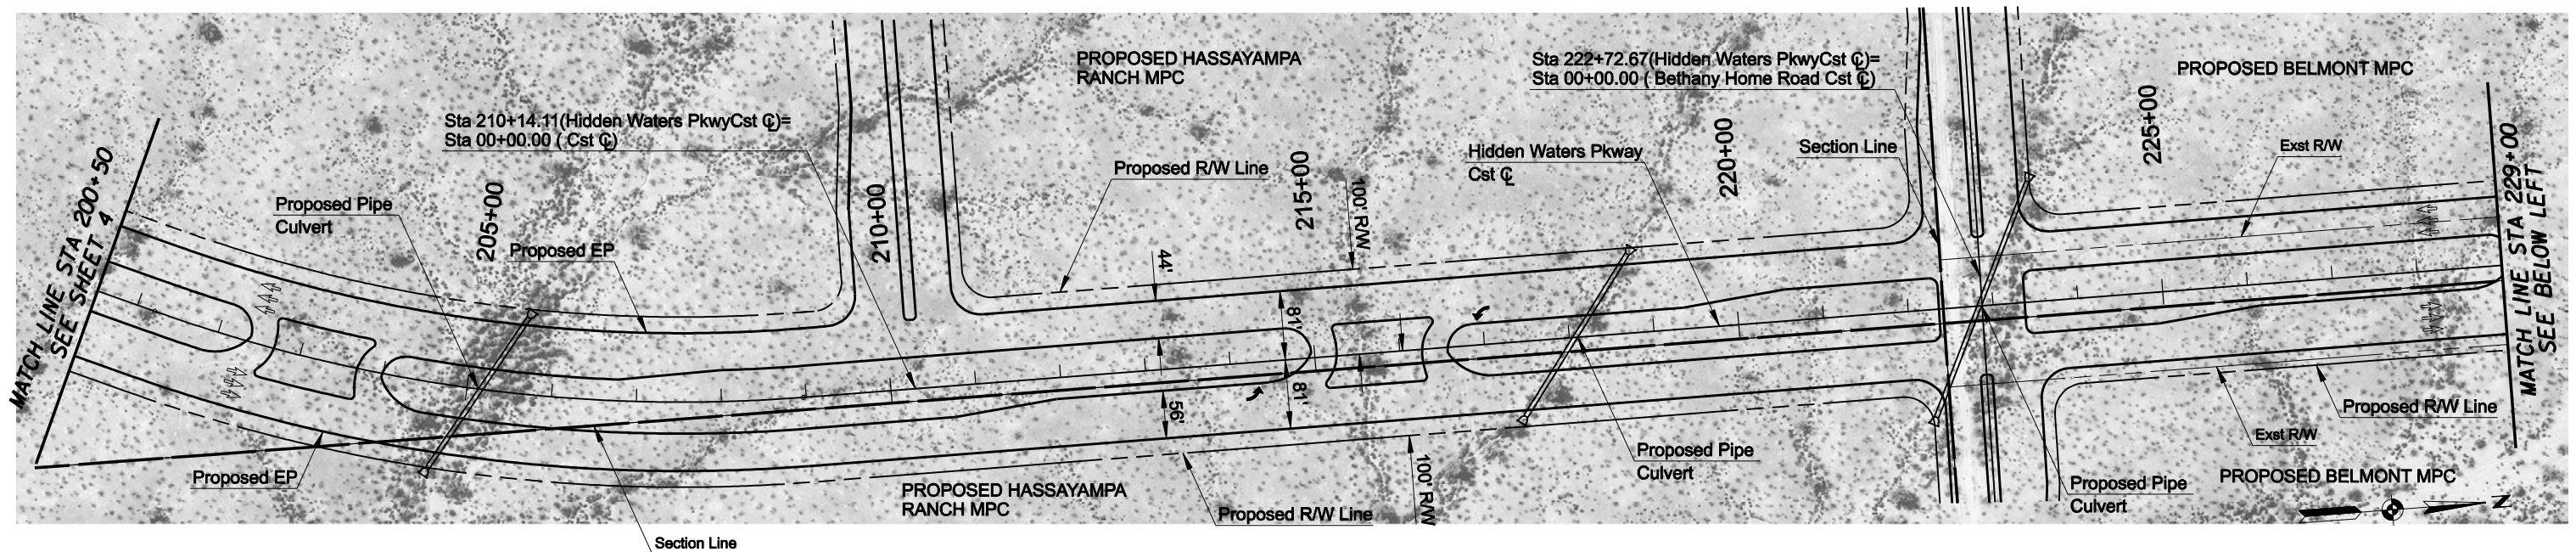 MATCH LINE STA 200+50
SEE SHEET 4
Proposed Pipe
Culvert
205+00
Proposed EP
Proposed EP
Sta 210+14.11(Hidden Waters PkwyCst ℄)=
Sta 00+00.00 ( Cst ℄)
Section Line
210+00
PROPOSED HASSAYAMPA
RANCH MPC
Proposed R/W Line
44'
215+00
100' R/W
81'
81'
56'
PROPOSED HASSAYAMPA
RANCH MPC
Proposed R/W Line
100' R/W
Hidden Waters Pkway
Cst ℄
Sta 222+72.67(Hidden Waters PkwyCst ℄)=
Sta 00+00.00 ( Bethany Home Road Cst ℄)
220+00
Section Line
Proposed Pipe
Culvert
Proposed Pipe
Culvert
PROPOSED BELMONT MPC
225+00
Exst R/W
Proposed R/W Line
Exst R/W
PROPOSED BELMONT MPC
N
MATCH LINE STA 229+00
SEE BELOW LEFT